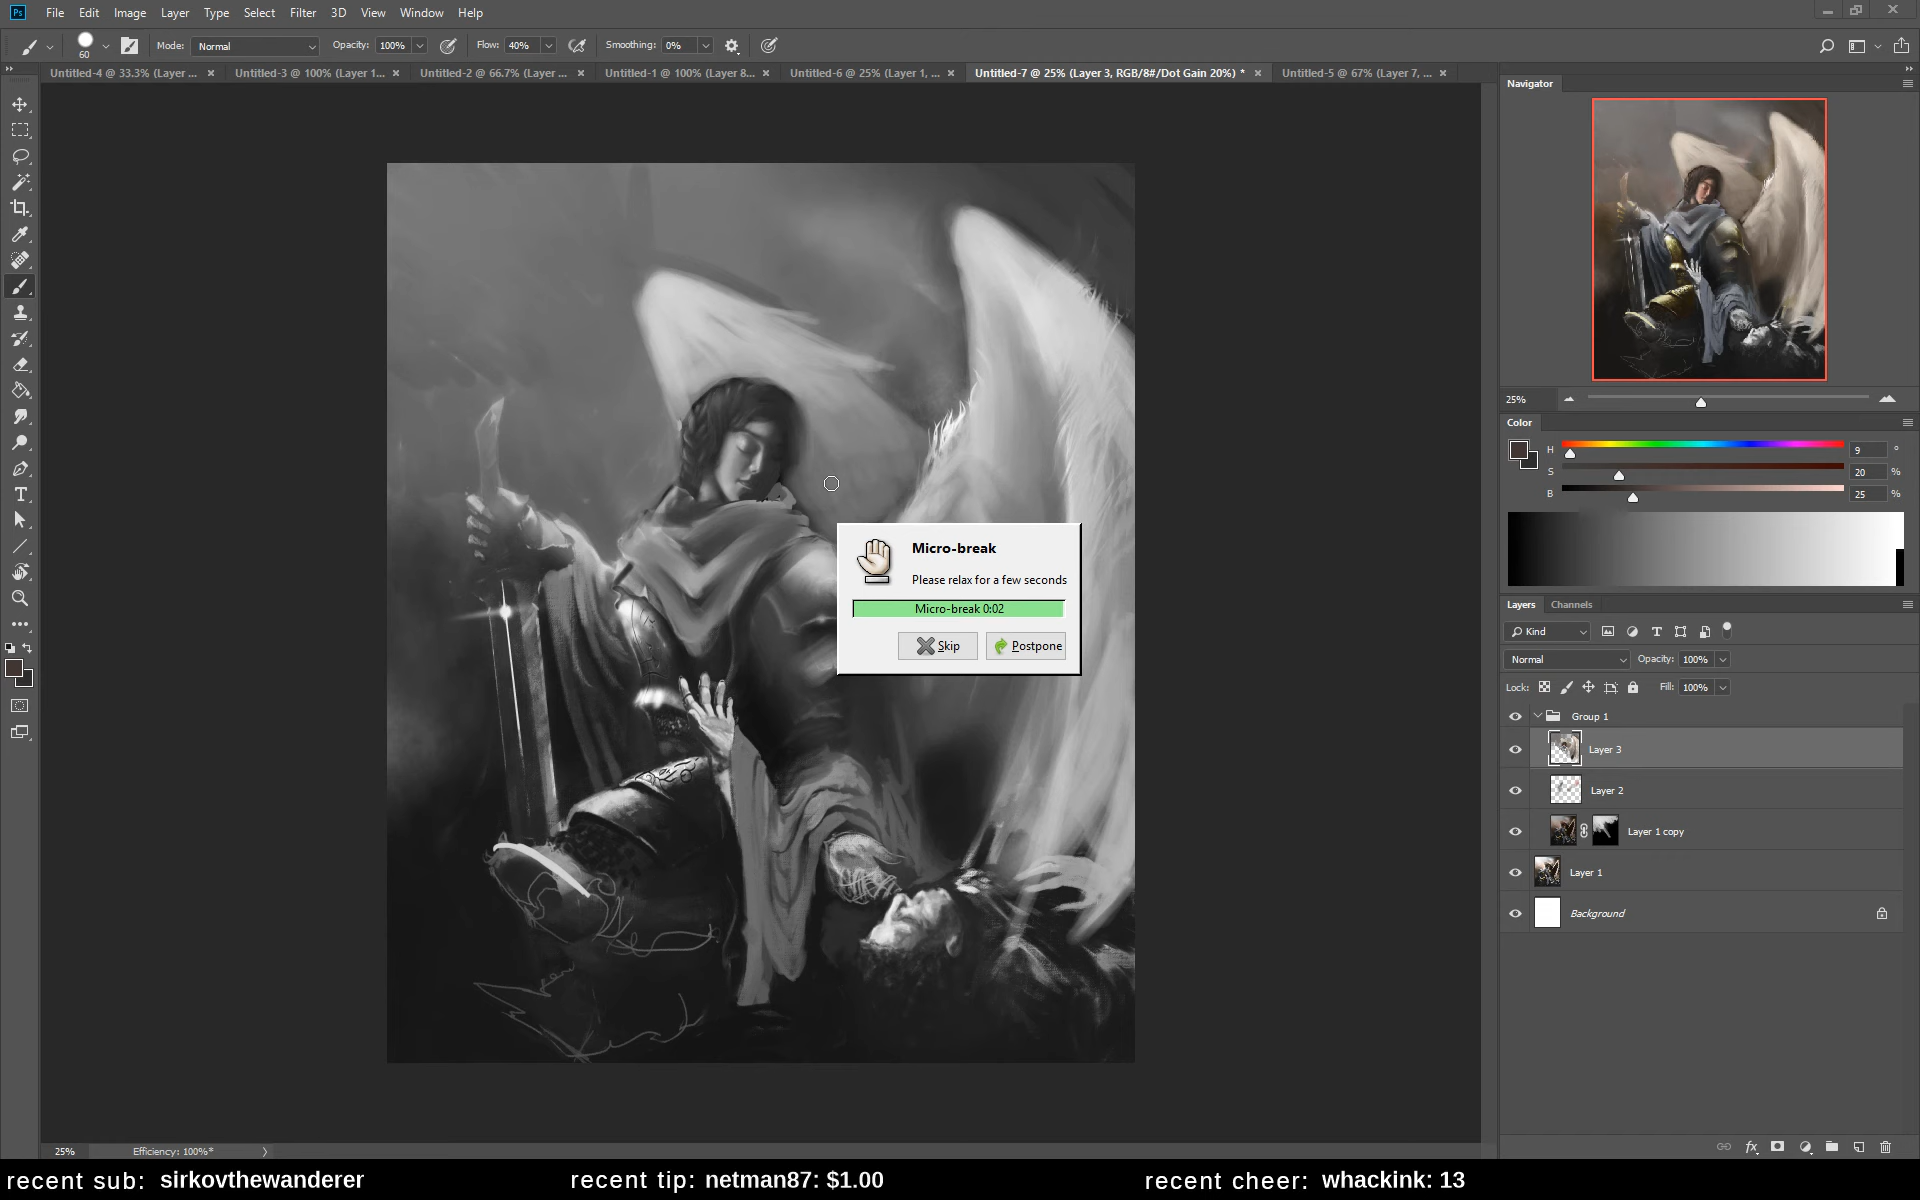 Ps File Edit Image Layer Type Select Filter 3D View Window Help
60 Mode: Normal Opacity: 100% Flow: 40% Smoothing: 0%
Untitled-4 @ 33.3% (Layer ... Untitled-3 @ 100% (Layer 1... Untitled-2 @ 66.7% (Layer ... Untitled-1 @ 100% (Layer 8... Untitled-6 @ 25% (Layer 1, ... Untitled-7 @ 25% (Layer 3, RGB/8#/Dot Gain 20%) * Untitled-5 @ 67% (Layer 7, ...
Navigator
25%
Color
H 9 °
S 20 %
B 25 %
Micro-break
Please relax for a few seconds
Micro-break 0:02
Skip Postpone
Layers Channels
Kind
Normal Opacity: 100%
Lock: Fill: 100%
Group 1
Layer 3
Layer 2
Layer 1 copy
Layer 1
Background
fx
25% Efficiency: 100%*
recent sub: sirkovthewanderer recent tip: netman87: $1.00 recent cheer: whackink: 13